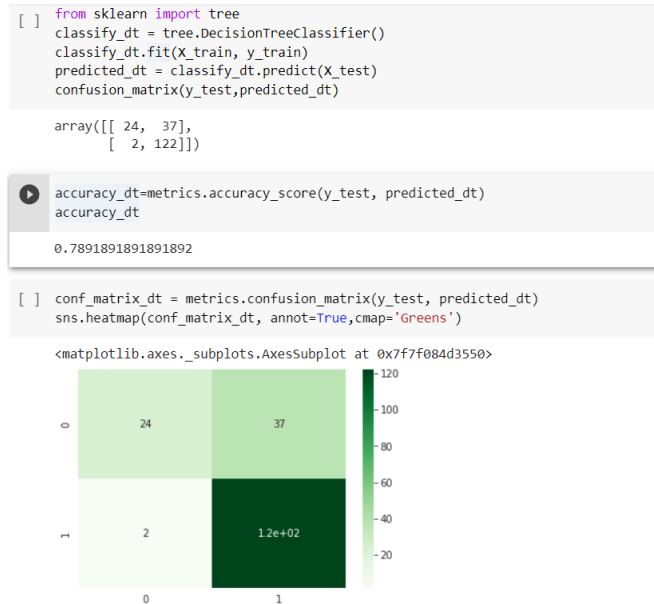 [ ] from sklearn import tree
classify_dt = tree.DecisionTreeClassifier()
classify_dt.fit(X_train, y_train)
predicted_dt = classify_dt.predict(X_test)
confusion_matrix(y_test,predicted_dt)
array([[ 24,  37],
       [  2, 122]])
accuracy_dt=metrics.accuracy_score(y_test, predicted_dt)
accuracy_dt
0.7891891891891892
[ ] conf_matrix_dt = metrics.confusion_matrix(y_test, predicted_dt)
sns.heatmap(conf_matrix_dt, annot=True,cmap='Greens')
<matplotlib.axes._subplots.AxesSubplot at 0x7f7f084d3550>
120
100
80
60
40
20
0 24 37
1 2 1.2e+02
0 1